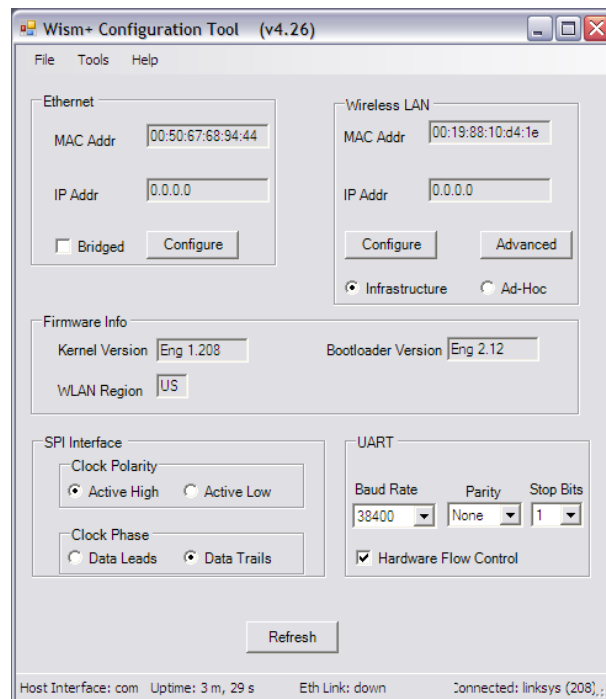 Wism+ Configuration Tool (v4.26)
File Tools Help
Ethernet
MAC Addr 00:50:67:68:94:44
IP Addr 0.0.0.0
Bridged Configure
Wireless LAN
MAC Addr 00:19:88:10:d4:1e
IP Addr 0.0.0.0
Configure Advanced
Infrastructure Ad-Hoc
Firmware Info
Kernel Version Eng 1.208 Bootloader Version Eng 2.12
WLAN Region US
SPI Interface
Clock Polarity
Active High Active Low
Clock Phase
Data Leads Data Trails
UART
Baud Rate Parity Stop Bits
38400 None 1
Hardware Flow Control
Refresh
Host Interface: com Uptime: 3 m, 29 s Eth Link: down Connected: linksys (208)